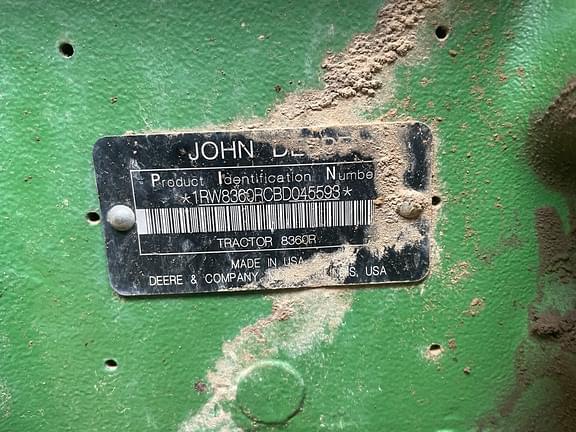 JOHN DEERE
Product Identification Numbe
*1RW8360RCBD045593*
TRACTOR 8360R
MADE IN USA
DEERE & COMPANY USA